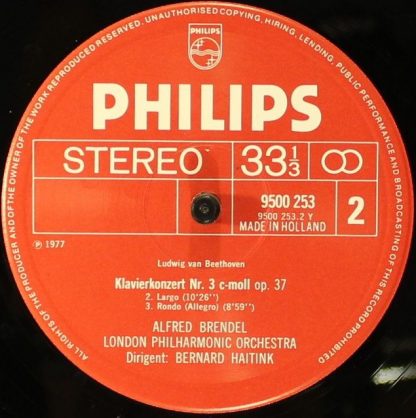 ALL RIGHTS OF THE PRODUCER AND OF THE OWNER OF THE WORK REPRODUCED RESERVED. UNAUTHORISED COPYING, HIRING, LENDING, PUBLIC PERFORMANCE AND BROADCASTING OF THIS RECORD PROHIBITED
PHILIPS
PHILIPS
STEREO 33⅓
9500 253
9500 253.2 Y
MADE IN HOLLAND
2
℗ 1977
Ludwig van Beethoven
Klavierkonzert Nr. 3 c-moll op. 37
2. Largo (10'26'')
3. Rondo (Allegro) (8'59'')
ALFRED BRENDEL
LONDON PHILHARMONIC ORCHESTRA
Dirigent: BERNARD HAITINK